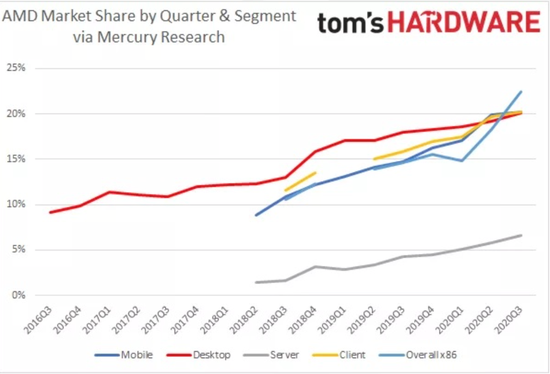 AMD Market Share by Quarter & Segment
via Mercury Research
tom'sHARDWARE
25%
20%
15%
10%
5%
0%
2016Q3
2016Q4
2017Q1
2017Q2
2017Q3
2017Q4
2018Q1
2018Q2
2018Q3
2018Q4
2019Q1
2019Q2
2019Q3
2019Q4
2020Q1
2020Q2
2020Q3
Mobile
Desktop
Server
Client
Overall x86